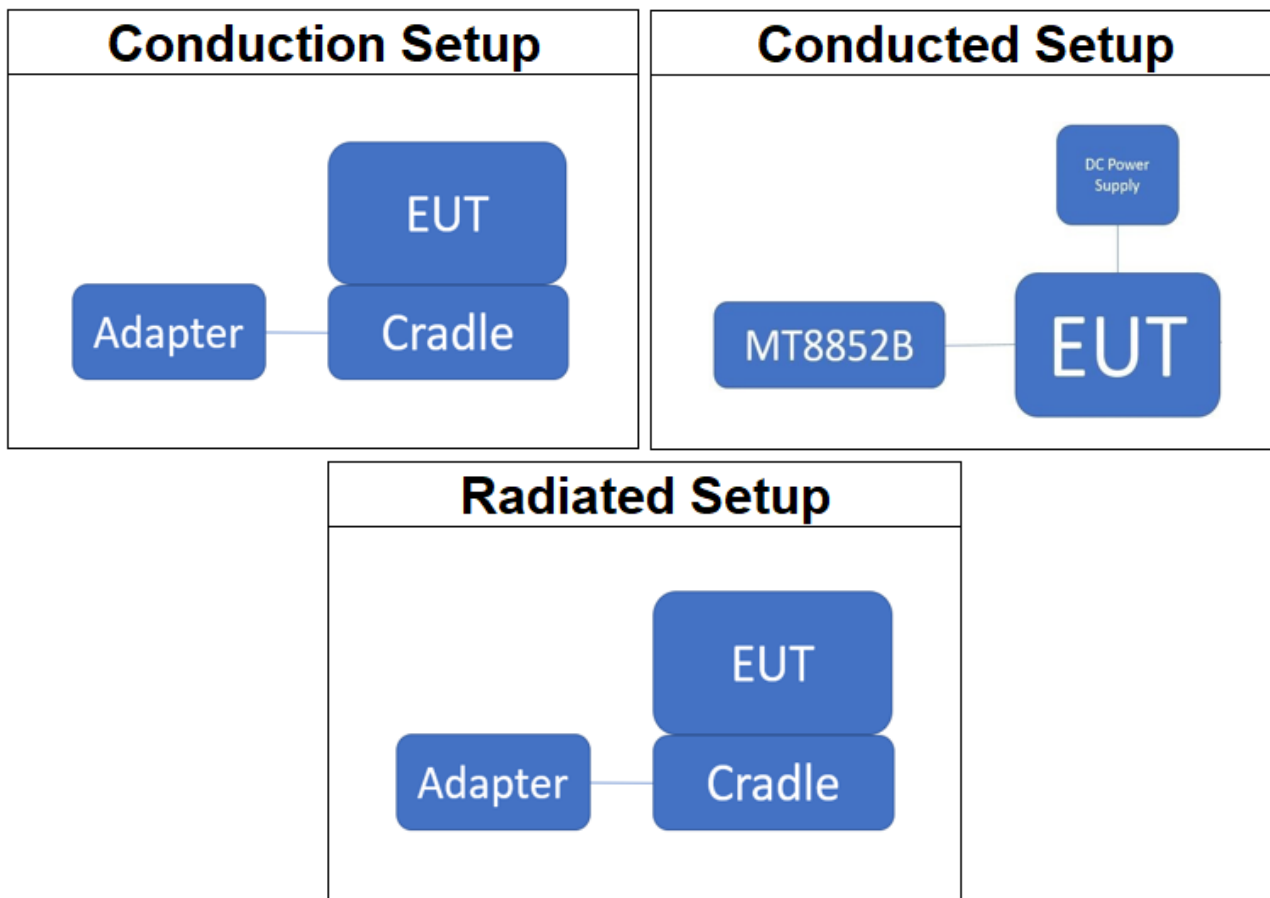 Conduction Setup
EUT
Adapter
Cradle
Conducted Setup
DC Power
Supply
MT8852B
EUT
Radiated Setup
EUT
Adapter
Cradle